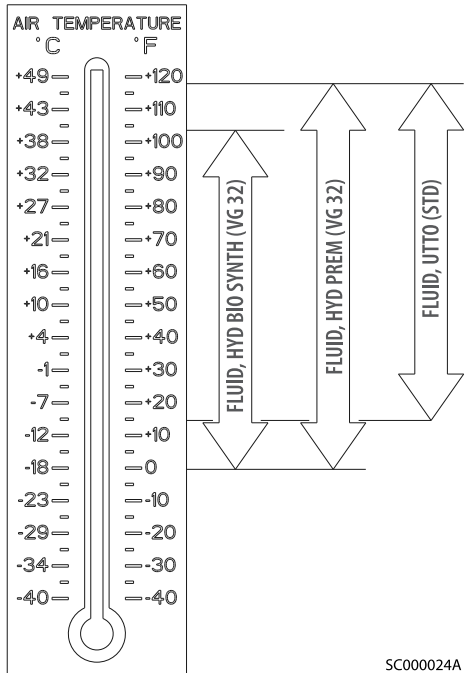 AIR TEMPERATURE
°C °F
+49 +120
+43 +110
+38 +100
+32 +90
+27 +80
+21 +70
+16 +60
+10 +50
+4 +40
-1 +30
-7 +20
-12 +10
-18 0
-23 -10
-29 -20
-34 -30
-40 -40
FLUID, HYD BIO SYNTH (VG 32)
FLUID, HYD PREM (VG 32)
FLUID, UTTO (STD)
SC000024A